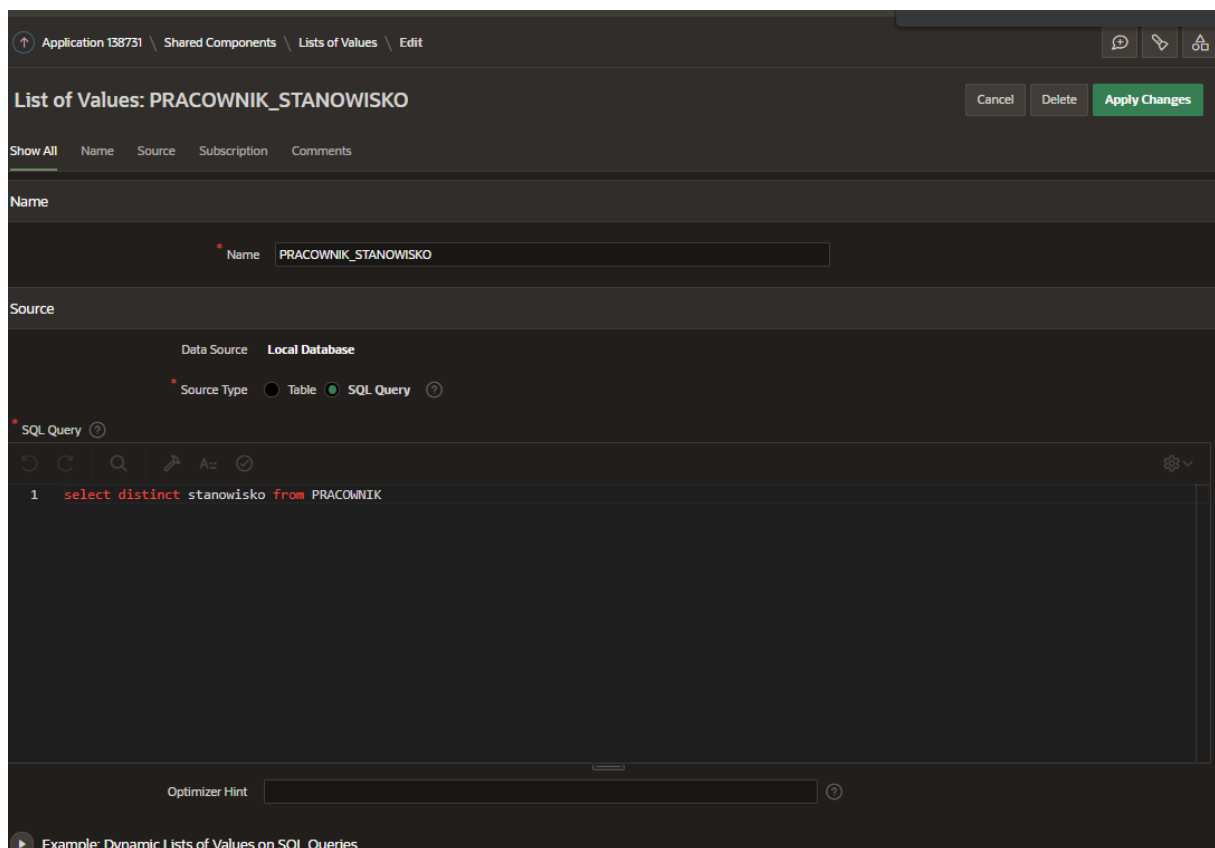 Application 138731 \ Shared Components \ Lists of Values \ Edit
List of Values: PRACOWNIK_STANOWISKO
Cancel Delete Apply Changes
Show All Name Source Subscription Comments
Name
* Name PRACOWNIK_STANOWISKO
Source
Data Source Local Database
* Source Type Table SQL Query ?
* SQL Query ?
1 select distinct stanowisko from PRACOWNIK
Optimizer Hint ?
Example: Dynamic Lists of Values on SQL Queries